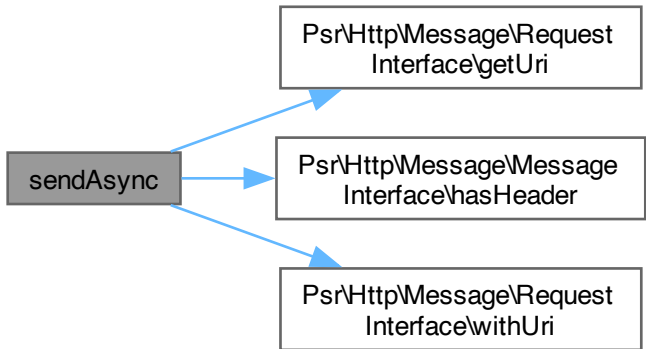 Psr\Http\Message\Request
Interface\getUri
sendAsync
Psr\Http\Message\Message
Interface\hasHeader
Psr\Http\Message\Request
Interface\withUri